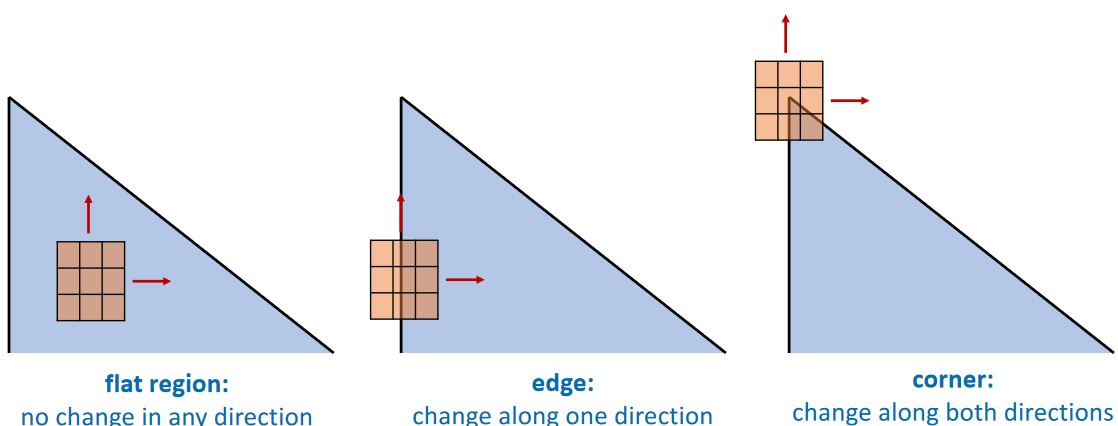 flat region:
no change in any direction
edge:
change along one direction
corner:
change along both directions